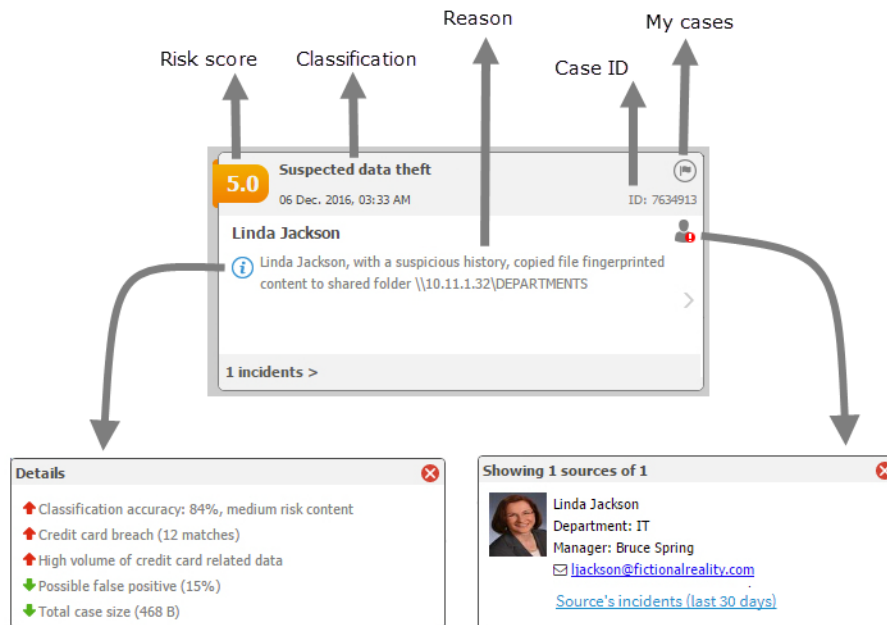 Reason
My cases
Risk score
Classification
Case ID
5.0
Suspected data theft
06 Dec. 2016, 03:33 AM
ID: 7634913
Linda Jackson
Linda Jackson, with a suspicious history, copied file fingerprinted
content to shared folder \\10.11.1.32\DEPARTMENTS
1 incidents >
Details
Classification accuracy: 84%, medium risk content
Credit card breach (12 matches)
High volume of credit card related data
Possible false positive (15%)
Total case size (468 B)
Showing 1 sources of 1
Linda Jackson
Department: IT
Manager: Bruce Spring
ljackson@fictionalreality.com
Source's incidents (last 30 days)